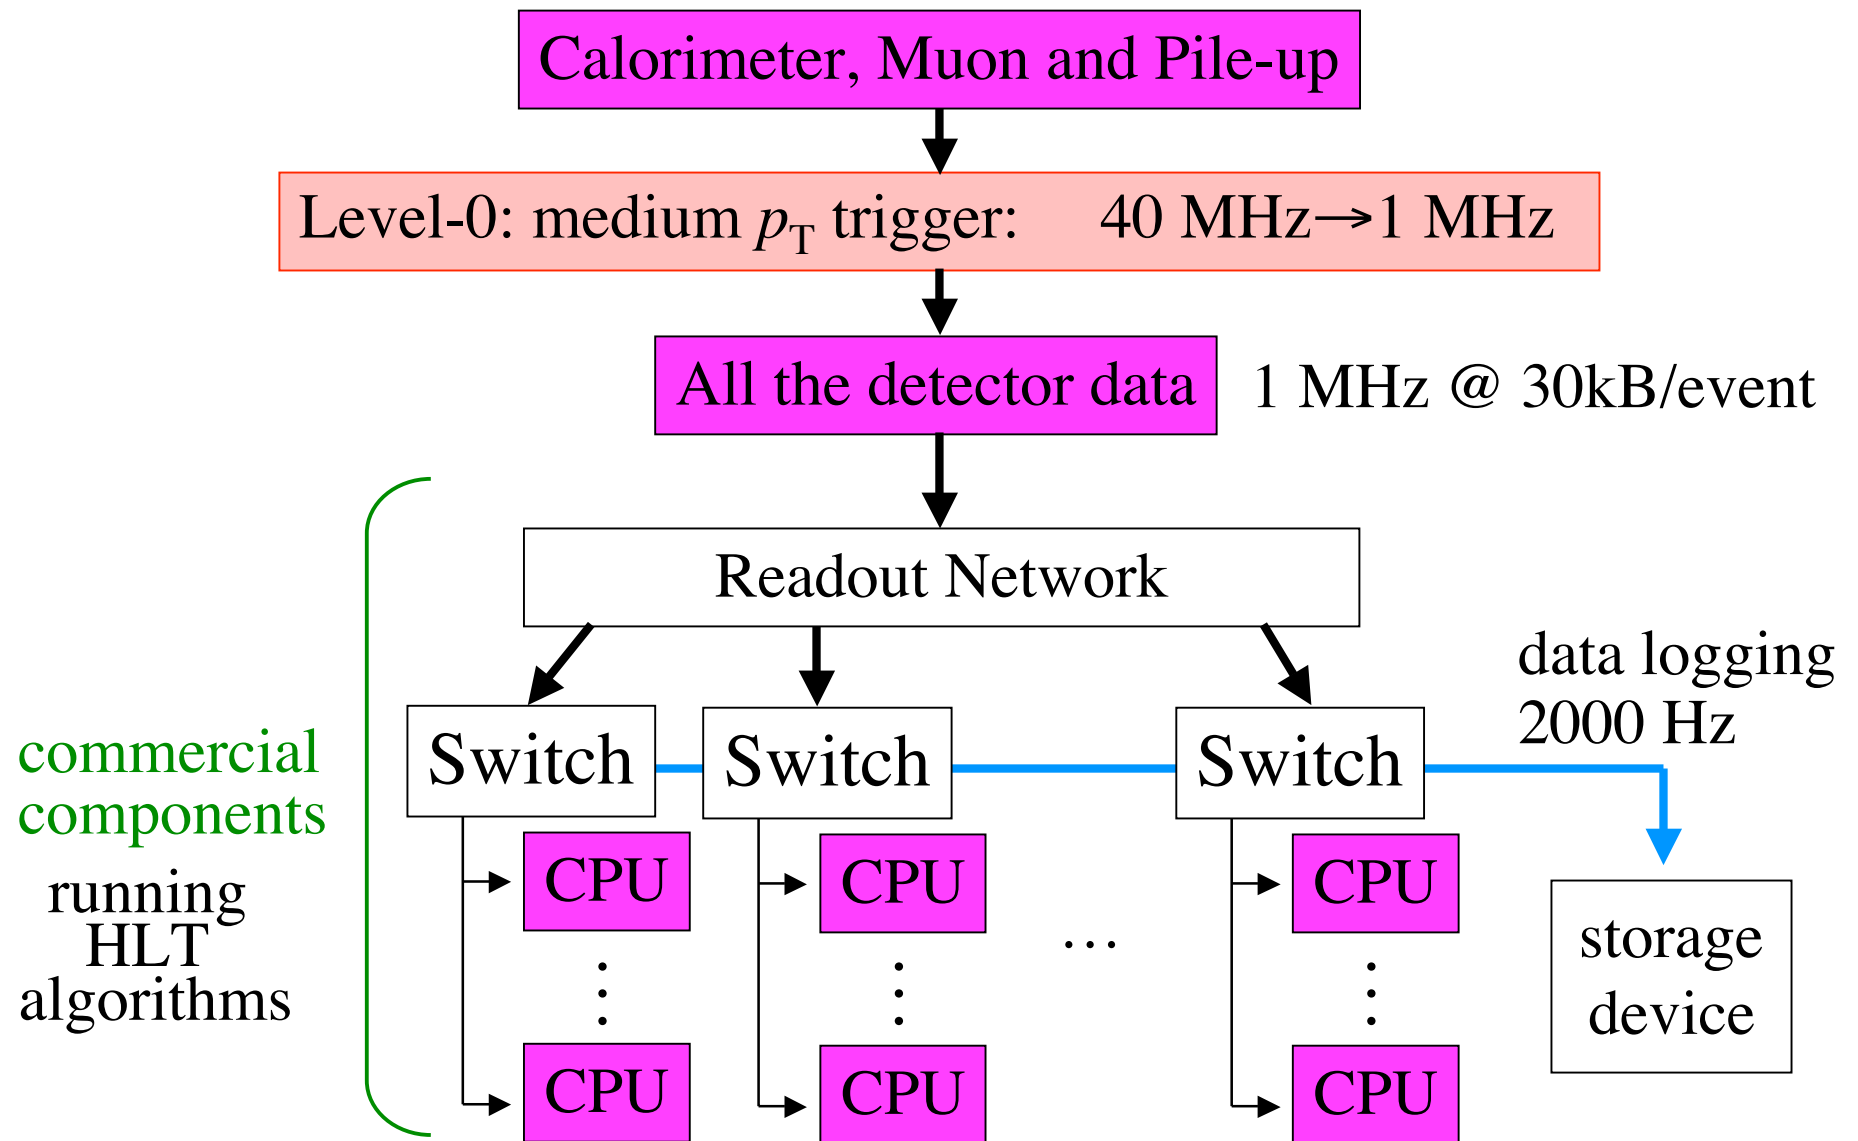 Calorimeter, Muon and Pile-up
Level-0: medium pT trigger: 40 MHz→1 MHz
All the detector data
1 MHz @ 30kB/event
Readout Network
data logging
2000 Hz
Switch
Switch
Switch
commercial
components
running
HLT
algorithms
CPU
CPU
CPU
...
CPU
CPU
CPU
storage
device